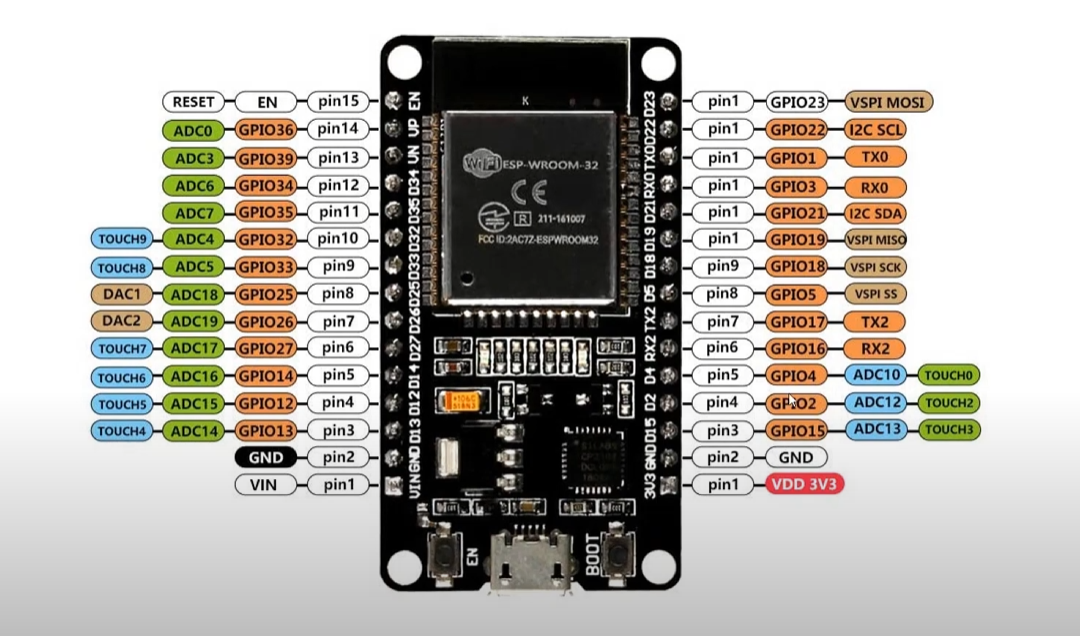 RESET EN pin15 EN K D23 pin1 GPIO23 VSPI MOSI
ADC0 GPIO36 pin14 VP D22 pin1 GPIO22 I2C SCL
ADC3 GPIO39 pin13 VN TX0 pin1 GPIO1 TX0
WiFi ESP-WROOM-32
ADC6 GPIO34 pin12 D34 CE RX0 pin1 GPIO3 RX0
ADC7 GPIO35 pin11 D35 R 211-161007 D21 pin1 GPIO21 I2C SDA
TOUCH9 ADC4 GPIO32 pin10 D32 FCC ID:2AC7Z-ESPWROOM32 D19 pin1 GPIO19 VSPI MISO
TOUCH8 ADC5 GPIO33 pin9 D33 D18 pin9 GPIO18 VSPI SCK
DAC1 ADC18 GPIO25 pin8 D25 D5 pin8 GPIO5 VSPI SS
DAC2 ADC19 GPIO26 pin7 D26 TX2 pin7 GPIO17 TX2
TOUCH7 ADC17 GPIO27 pin6 D27 RX2 pin6 GPIO16 RX2
TOUCH6 ADC16 GPIO14 pin5 D14 D4 pin5 GPIO4 ADC10 TOUCH0
TOUCH5 ADC15 GPIO12 pin4 D12 D2 pin4 GPIO2 ADC12 TOUCH2
TOUCH4 ADC14 GPIO13 pin3 D13 D15 pin3 GPIO15 ADC13 TOUCH3
GND pin2 GND GND pin2 GND
VIN pin1 VIN 3V3 pin1 VDD 3V3
EN BOOT